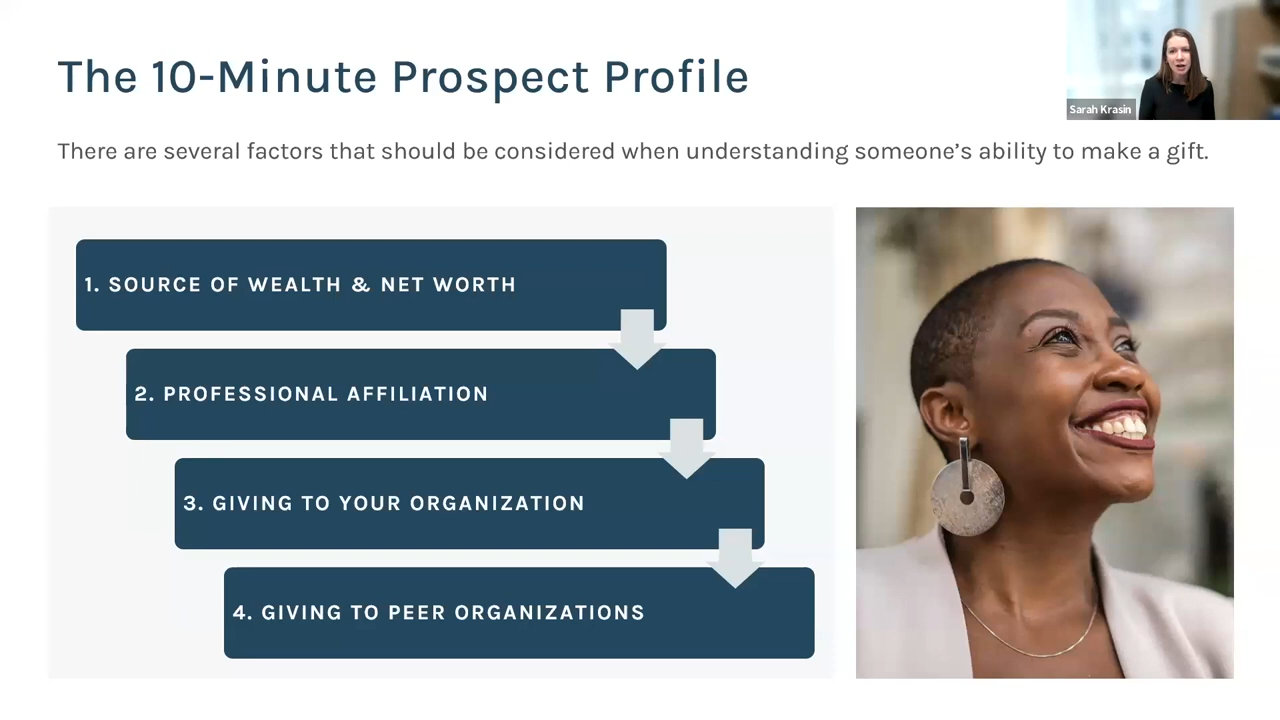 The 10-Minute Prospect Profile
Sarah Krasin
There are several factors that should be considered when understanding someone’s ability to make a gift.
1. SOURCE OF WEALTH & NET WORTH
2. PROFESSIONAL AFFILIATION
3. GIVING TO YOUR ORGANIZATION
4. GIVING TO PEER ORGANIZATIONS